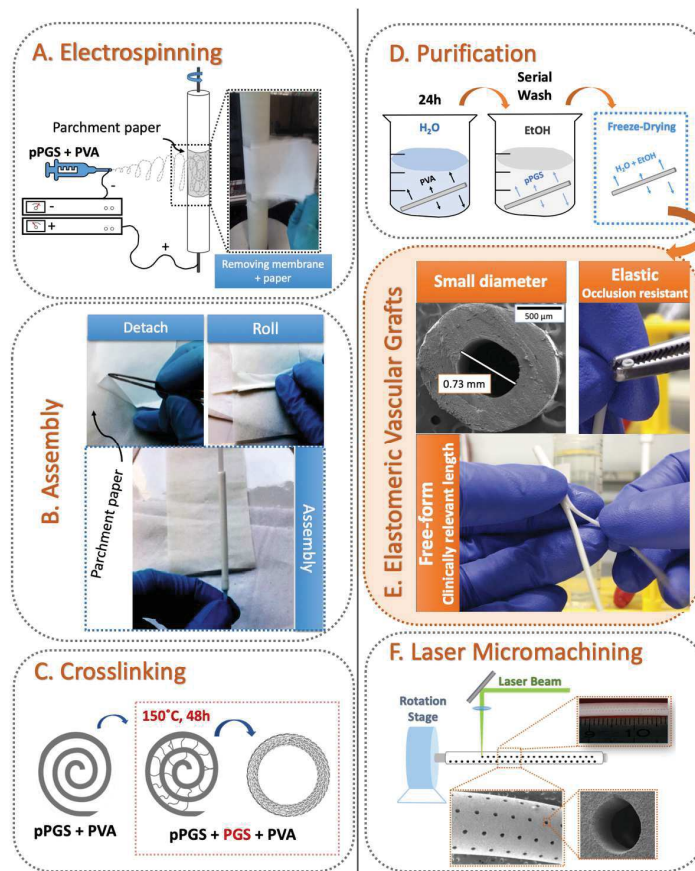 A. Electrospinning
Parchment paper
pPGS + PVA
-
-
+
+
Removing membrane
+ paper
B. Assembly
Detach
Roll
Parchment paper
Assembly
C. Crosslinking
150˚C, 48h
pPGS + PVA
pPGS + PGS + PVA
D. Purification
24h
Serial
Wash
H₂O
EtOH
Freeze-Drying
PVA
pPGS
H₂O + EtOH
E. Elastomeric Vascular Grafts
Small diameter
500 µm
0.73 mm
Elastic
Occlusion resistant
Free-form
Clinically relevant length
F. Laser Micromachining
Laser Beam
Rotation
Stage
10